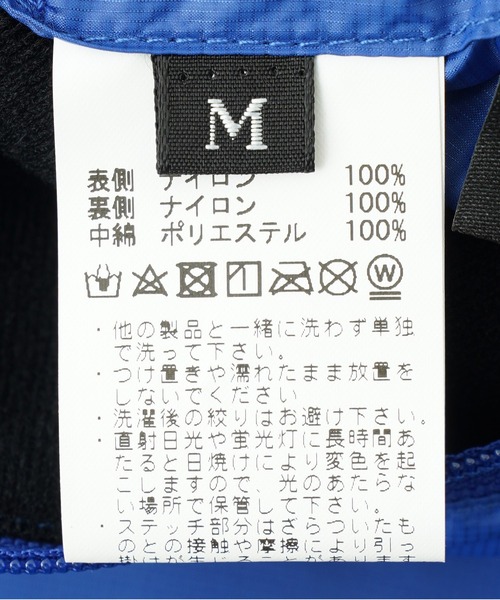 M
表側 ナイロン 100%
裏側 ナイロン 100%
中綿 ポリエステル 100%
W
・他の製品と一緒に洗わず単独
で洗って下さい。
・つけ置きや濡れたまま放置を
しないでください
・洗濯後の絞りはお避け下さい。
・直射日光や蛍光灯に長時間あ
たると日焼けにより変色を起
こしますので、光のあたらな
い場所で保管して下さい。
・ステッチ部分はざらついたも
のとの接触や摩擦により引っ